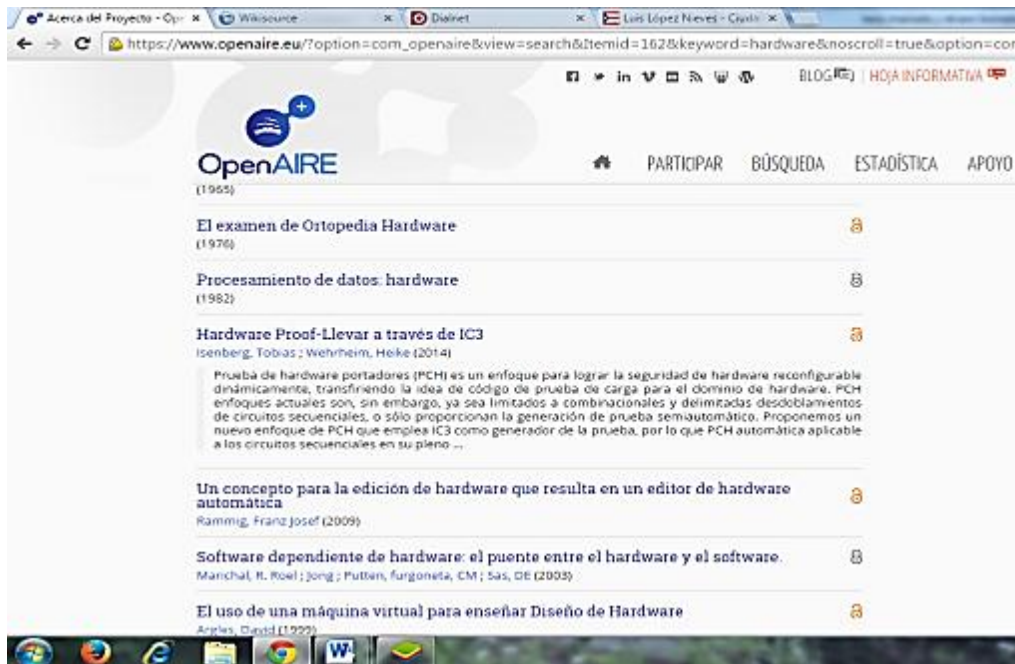 Acerca del Proyecto - Op
Wikisource
Dialnet
Luis López Nieves - Ciuda
https://www.openaire.eu/?option=com_openaire&view=search&Itemid=162&keyword=hardware&noscroll=true&option=cor
BLOG
HOJA INFORMATIVA
OpenAIRE
PARTICIPAR
BÚSQUEDA
ESTADÍSTICA
APOYO
(1965)
El examen de Ortopedia Hardware
(1976)
Procesamiento de datos: hardware
(1982)
Hardware Proof-Llevar a través de IC3
Isenberg, Tobias ; Wehrheim, Heike (2014)
Prueba de hardware portadores (PCH) es un enfoque para lograr la seguridad de hardware reconfigurable
dinámicamente, transfiriendo la idea de código de prueba de carga para el dominio de hardware. PCH
enfoques actuales son, sin embargo, ya sea limitados a combinacionales y delimitadas desdoblamientos
de circuitos secuenciales, o sólo proporcionan la generación de prueba semiautomático. Proponemos un
nuevo enfoque de PCH que emplea IC3 como generador de la prueba, por lo que PCH automática aplicable
a los circuitos secuenciales en su pleno ...
Un concepto para la edición de hardware que resulta en un editor de hardware
automática
Rammig, Franz Josef (2009)
Software dependiente de hardware: el puente entre el hardware y el software.
Marichal, R. Roel ; Jong ; Putten, furgoneta, CM ; Sas, DE (2003)
El uso de una máquina virtual para enseñar Diseño de Hardware
Argles, David (1999)